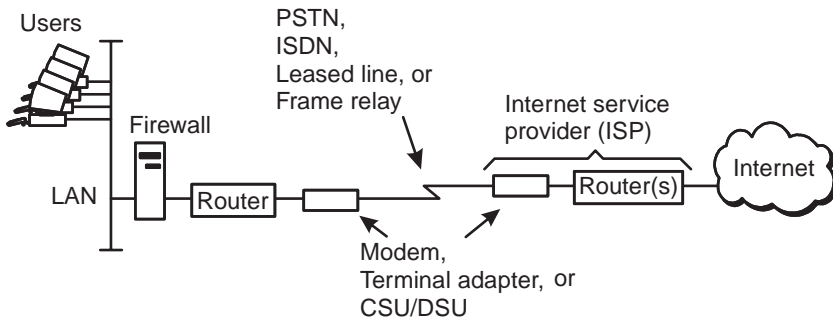 Users
PSTN,
ISDN,
Leased line, or
Frame relay
Firewall
Internet service
provider (ISP)
LAN
Router
Router(s)
Internet
Modem,
Terminal adapter, or
CSU/DSU